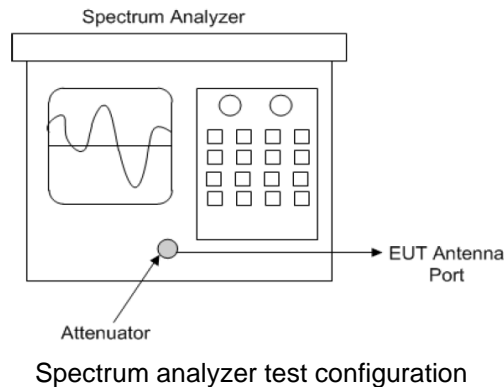 Spectrum Analyzer
EUT Antenna
Port
Attenuator
Spectrum analyzer test configuration